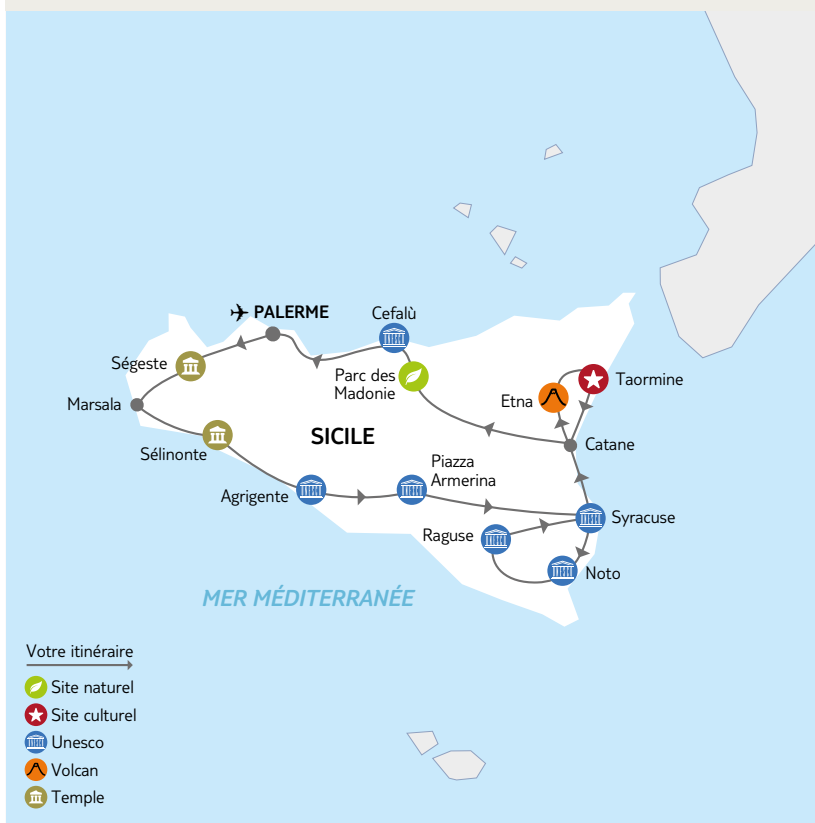 PALERME
Cefalù
Ségeste
Parc des
Madonie
Taormine
Etna
Marsala
SICILE
Catane
Sélinonte
Piazza
Armerina
Agrigente
Syracuse
Raguse
Noto
MER MÉDITERRANÉE
Votre itinéraire
Site naturel
Site culturel
Unesco
Volcan
Temple